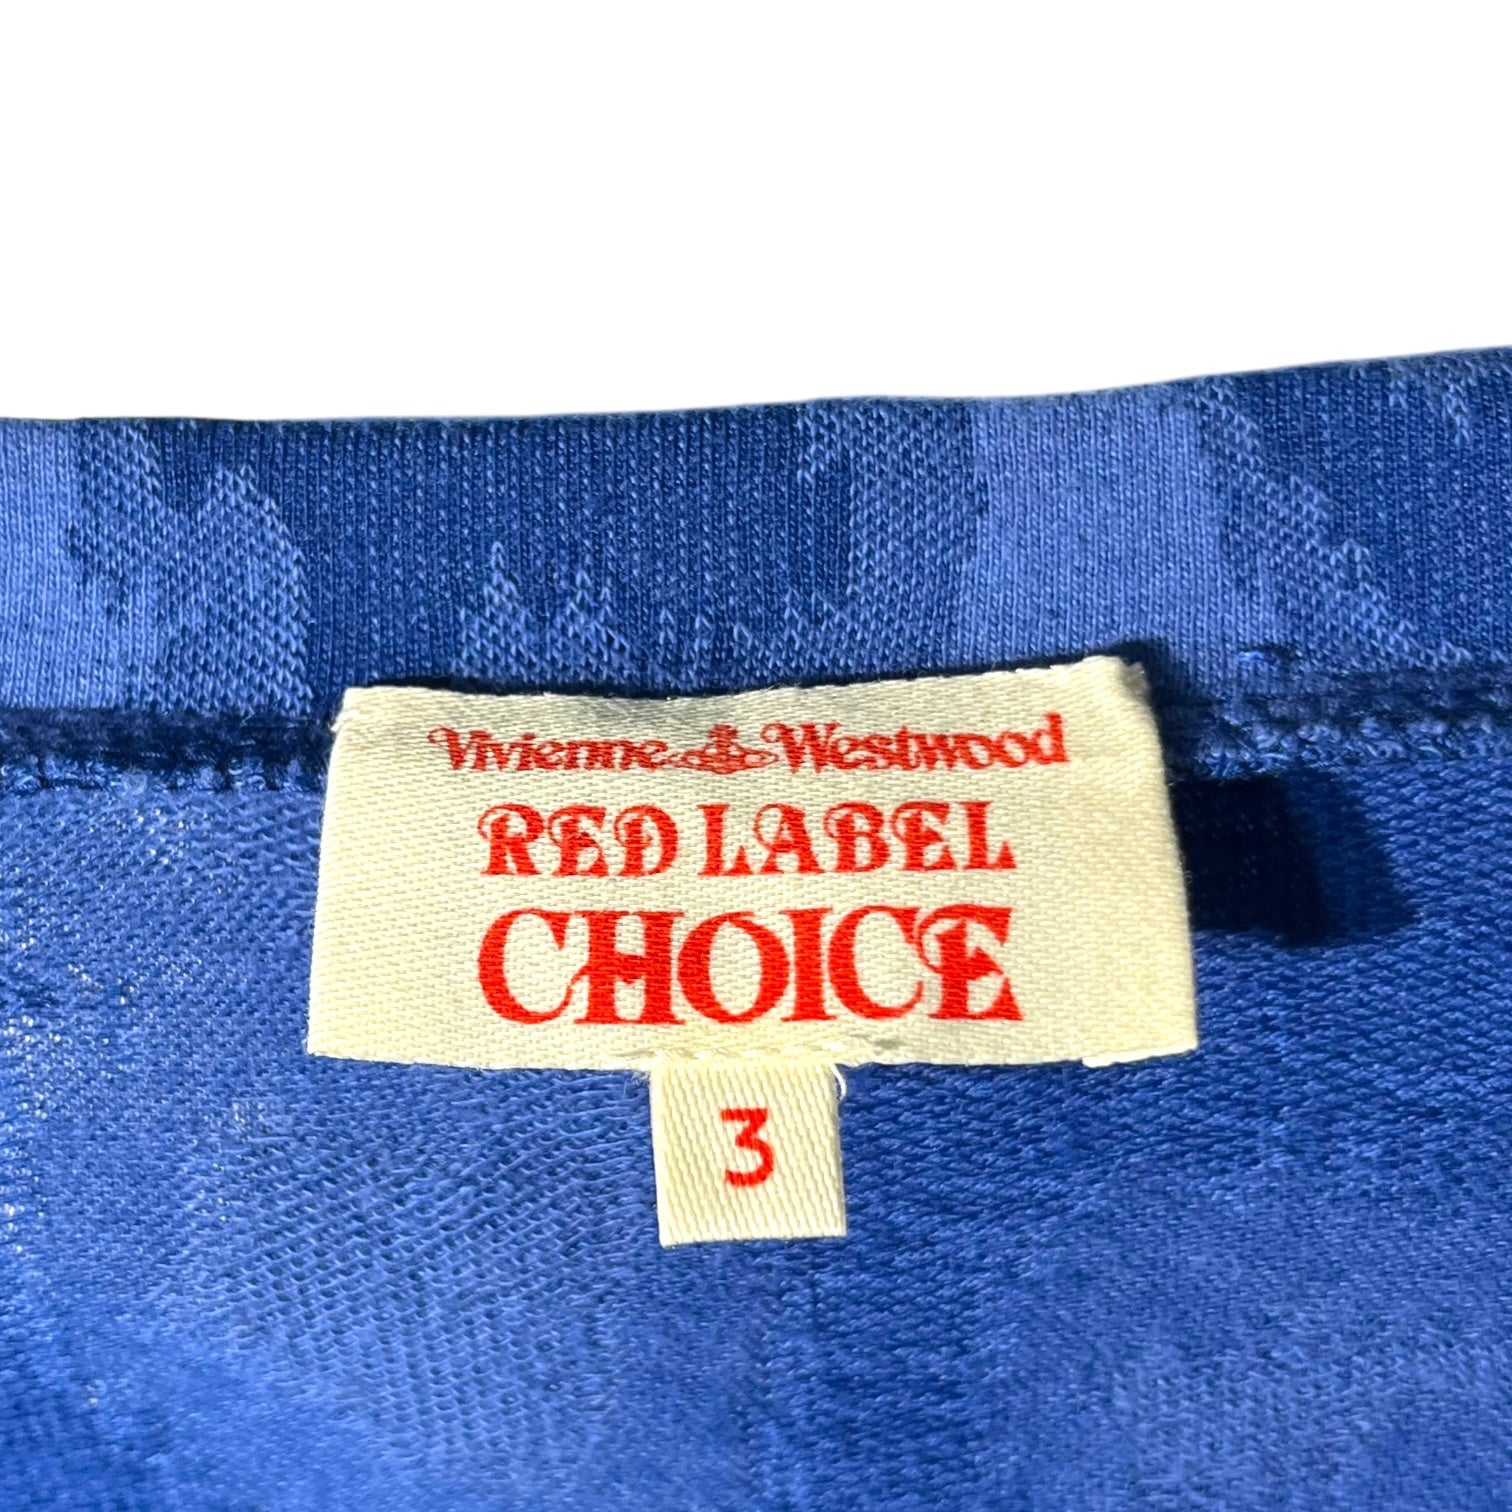 Vivienne Westwood
RED LABEL
CHOICE
3